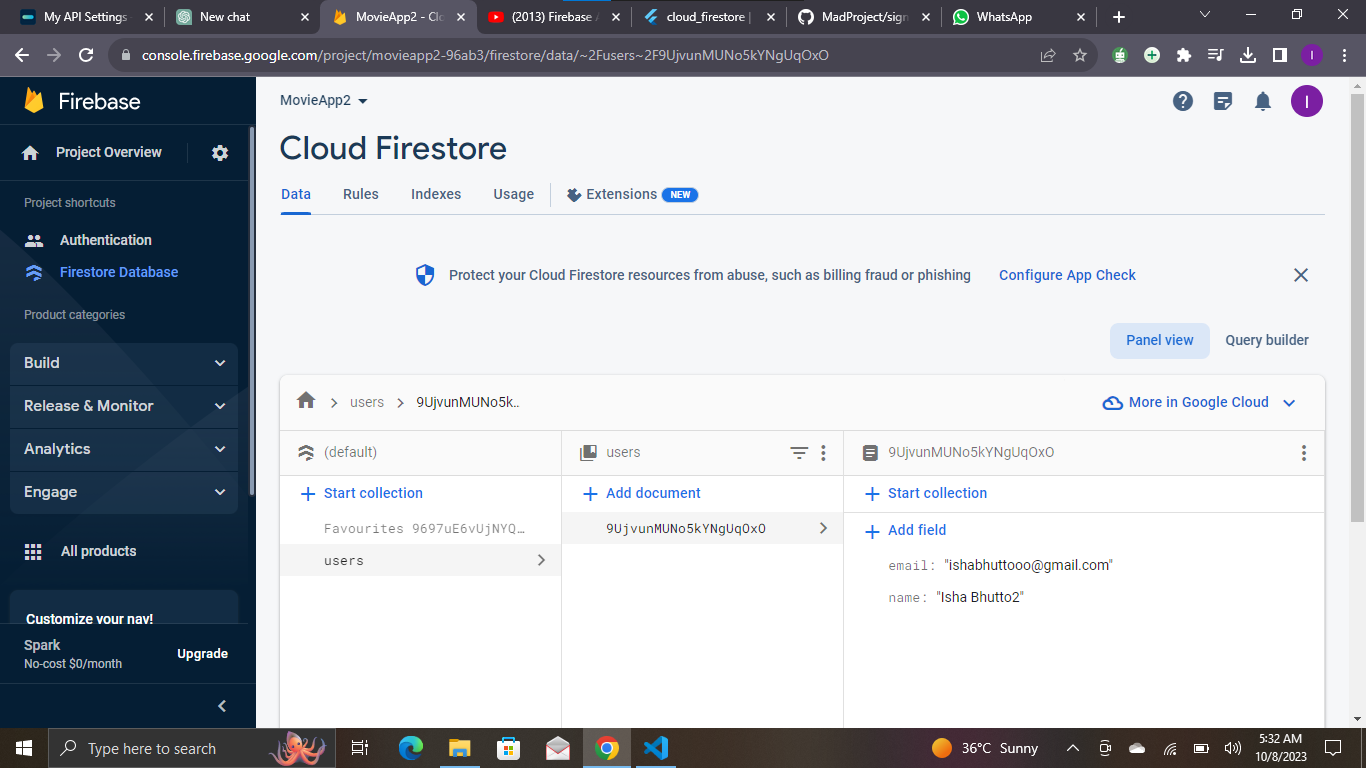 My API Settings
New chat
MovieApp2 - Clo
(2013) Firebase A
cloud_firestore |
MadProject/sign
WhatsApp
console.firebase.google.com/project/movieapp2-96ab3/firestore/data/~2Fusers~2F9UjvunMUNo5kYNgUqOxO
I
Firebase
Project Overview
Project shortcuts
Authentication
Firestore Database
Product categories
Build
Release & Monitor
Analytics
Engage
All products
Customize your nav!
Spark
No-cost $0/month
Upgrade
MovieApp2
I
Cloud Firestore
Data Rules Indexes Usage Extensions NEW
Protect your Cloud Firestore resources from abuse, such as billing fraud or phishing Configure App Check
Panel view Query builder
users 9UjvunMUNo5k..
More in Google Cloud
(default)
Start collection
Favourites 9697uE6vUjNYQ…
users
users
Add document
9UjvunMUNo5kYNgUqOxO
9UjvunMUNo5kYNgUqOxO
Start collection
Add field
email: "ishabhuttooo@gmail.com"
name: "Isha Bhutto2"
Type here to search
36°C Sunny
5:32 AM
10/8/2023